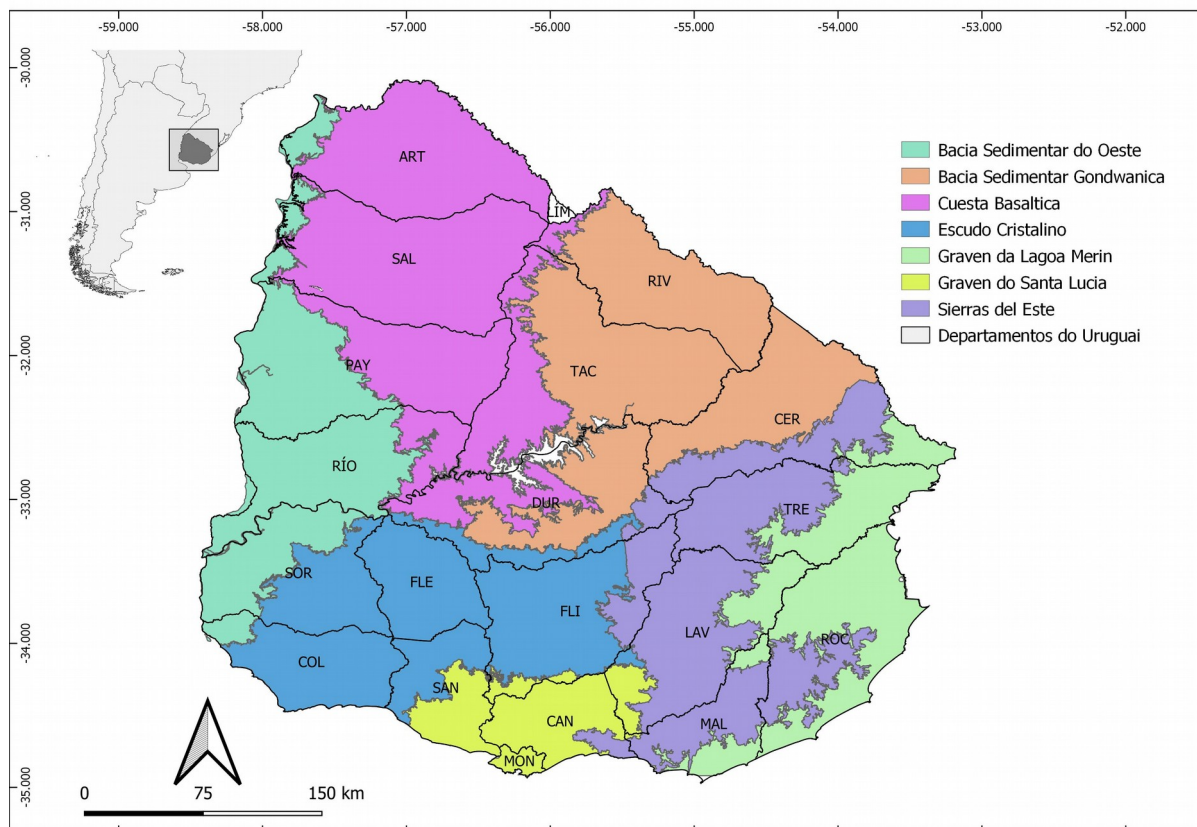 -59.000
-58.000
-57.000
-56.000
-55.000
-54.000
-53.000
-52.000
-30.000
-31.000
-32.000
-33.000
-34.000
-35.000
Bacia Sedimentar do Oeste
Bacia Sedimentar Gondwanica
Cuesta Basaltica
Escudo Cristalino
Graven da Lagoa Merin
Graven do Santa Lucia
Sierras del Este
Departamentos do Uruguai
ART
LIM
SAL
RIV
PAY
TAC
CER
RÍO
DUR
TRE
SOR
FLE
FLI
LAV
ROC
COL
SAN
CAN
MAL
MON
0 75 150 km